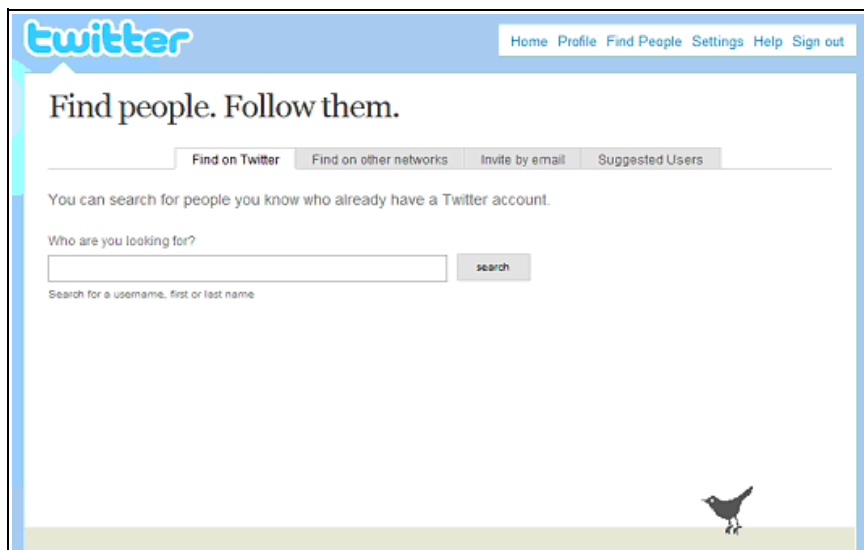 twitter
Home Profile Find People Settings Help Sign out
Find people. Follow them.
Find on Twitter Find on other networks Invite by email Suggested Users
You can search for people you know who already have a Twitter account.
Who are you looking for?
search
Search for a username, first or last name